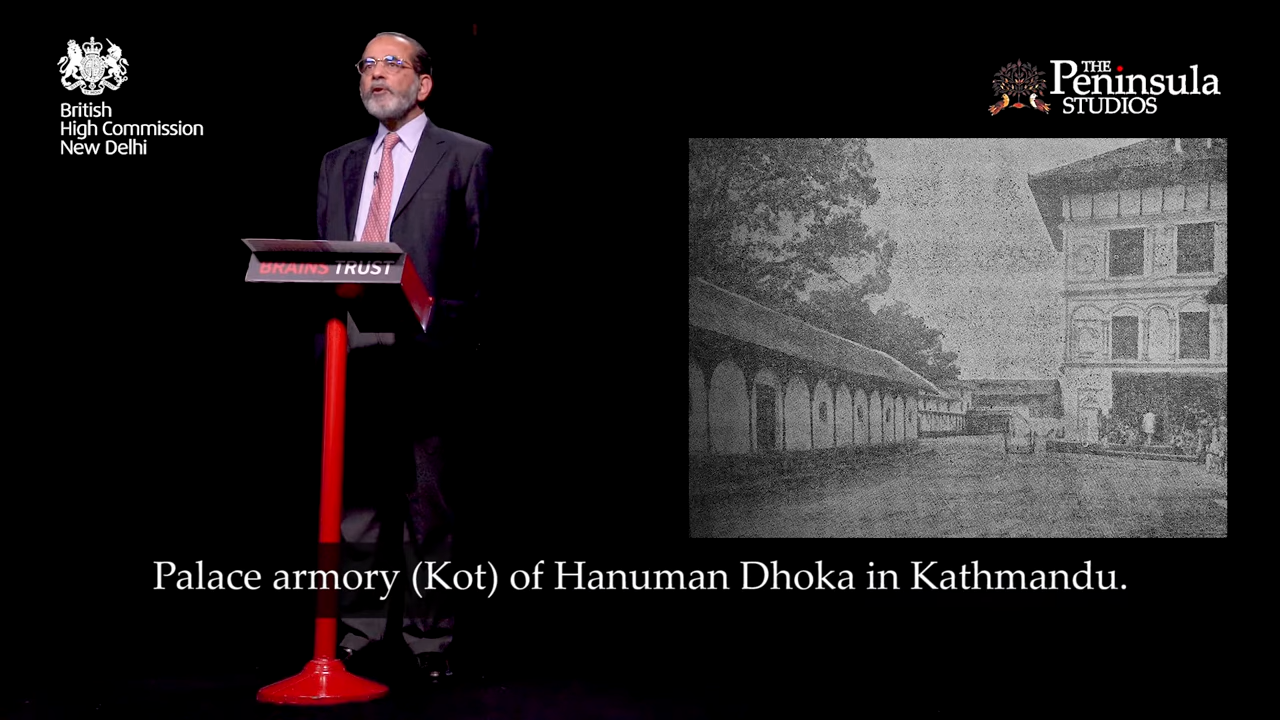 British
High Commission
New Delhi
THE
Peninsula
STUDIOS
BRAINS TRUST
Palace armory (Kot) of Hanuman Dhoka in Kathmandu.